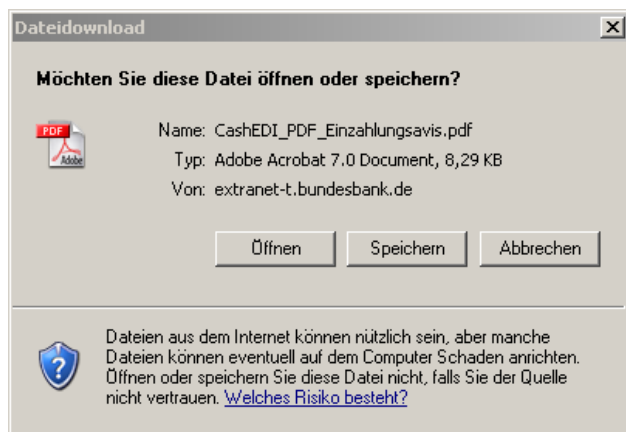 Dateidownload
Möchten Sie diese Datei öffnen oder speichern?
PDF
Adobe
Name: CashEDI_PDF_Einzahlungsavis.pdf
Typ: Adobe Acrobat 7.0 Document, 8,29 KB
Von: extranet-t.bundesbank.de
Öffnen Speichern Abbrechen
Dateien aus dem Internet können nützlich sein, aber manche
Dateien können eventuell auf dem Computer Schaden anrichten.
Öffnen oder speichern Sie diese Datei nicht, falls Sie der Quelle
nicht vertrauen. Welches Risiko besteht?